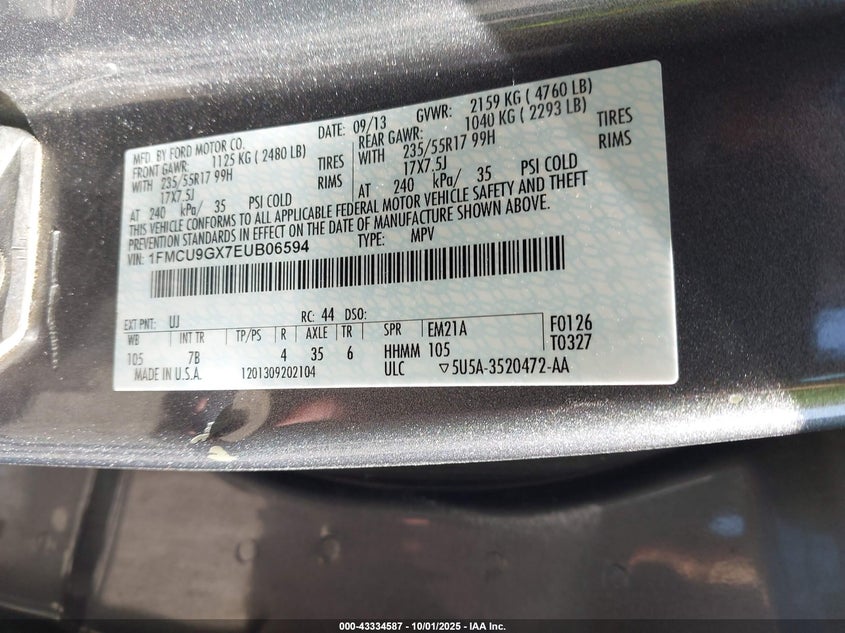 MFD. BY FORD MOTOR CO. DATE: 09/13 GVWR: 2159 KG ( 4760 LB)
FRONT GAWR: 1125 KG ( 2480 LB) REAR GAWR: 1040 KG ( 2293 LB)
WITH 235/55R17 99H TIRES WITH 235/55R17 99H TIRES
17X7.5J RIMS 17X7.5J RIMS
AT 240 kPa/ 35 PSI COLD AT 240 kPa/ 35 PSI COLD
THIS VEHICLE CONFORMS TO ALL APPLICABLE FEDERAL MOTOR VEHICLE SAFETY AND THEFT
PREVENTION STANDARDS IN EFFECT ON THE DATE OF MANUFACTURE SHOWN ABOVE.
VIN: 1FMCU9GX7EUB06594 TYPE: MPV
EXT PNT: UJ RC: 44 DSO:
WB INT TR TP/PS R AXLE TR SPR EM21A F0126
105 7B 4 35 6 HHMM 105 T0327
MADE IN U.S.A. 1201309202104 ULC ▽5U5A-3520472-AA
000-43334587 - 10/01/2025 - IAA Inc.